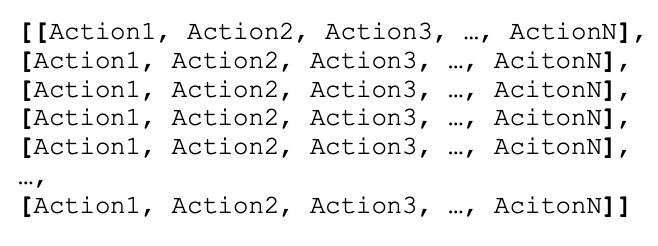 [[Action1, Action2, Action3, …, ActionN],
[Action1, Action2, Action3, …, AcitonN],
[Action1, Action2, Action3, …, AcitonN],
[Action1, Action2, Action3, …, AcitonN],
[Action1, Action2, Action3, …, AcitonN],
…,
[Action1, Action2, Action3, …, AcitonN]]